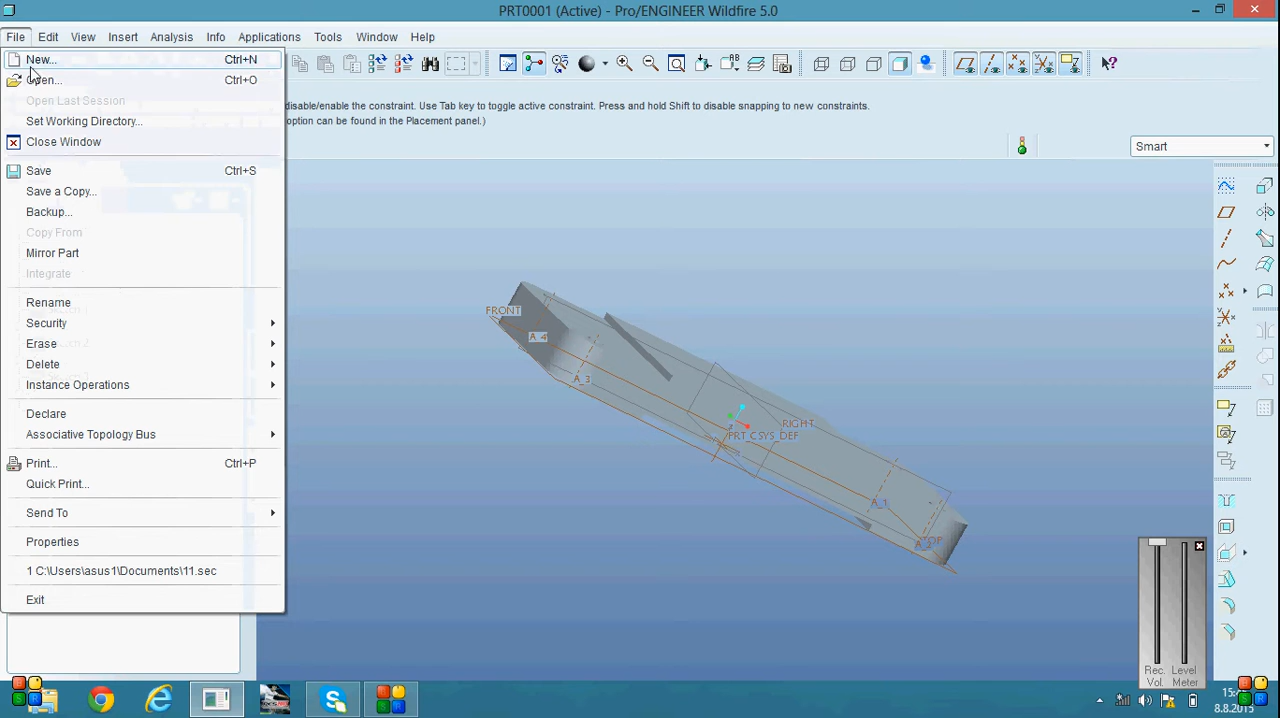 PRT0001 (Active) - Pro/ENGINEER Wildfire 5.0
File Edit View Insert Analysis Info Applications Tools Window Help
New... Ctrl+N
Open... Ctrl+O
Open Last Session
disable/enable the constraint. Use Tab key to toggle active constraint. Press and hold Shift to disable snapping to new constraints.
Set Working Directory...
option can be found in the Placement panel.)
Close Window
Smart
Save Ctrl+S
Save a Copy...
Backup...
Copy From
Mirror Part
Integrate
Rename
Security
Erase
Delete
Instance Operations
Declare
Associative Topology Bus
Print... Ctrl+P
Quick Print...
Send To
Properties
1 C:\Users\asus1\Documents\11.sec
Exit
FRONT
A_4
A_3
RIGHT
PRT_CSYS_DEF
A_1
Rec. Level
Vol. Meter
8.8.2015